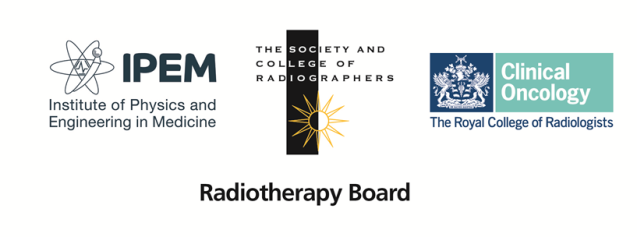 IPEM
Institute of Physics and
Engineering in Medicine
THE SOCIETY AND
COLLEGE OF
RADIOGRAPHERS
Clinical
Oncology
The Royal College of Radiologists
Radiotherapy Board